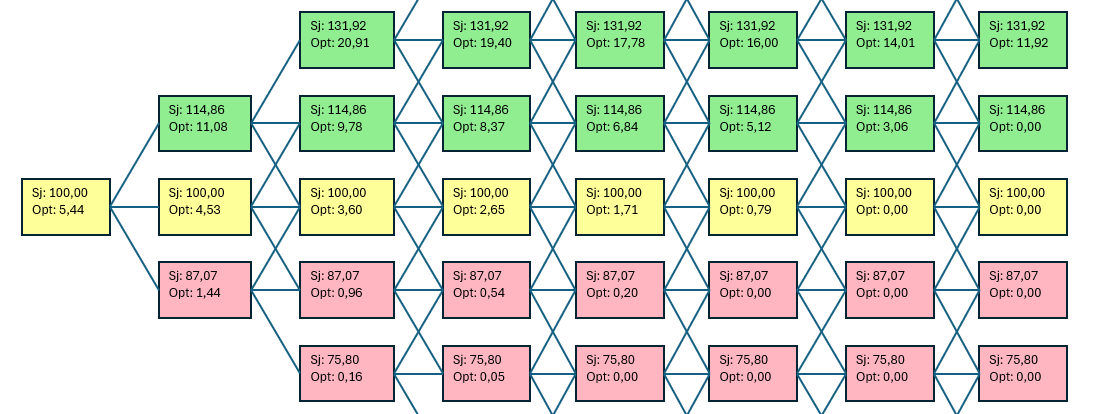 Sj: 131,92
Opt: 20,91
Sj: 131,92
Opt: 19,40
Sj: 131,92
Opt: 17,78
Sj: 131,92
Opt: 16,00
Sj: 131,92
Opt: 14,01
Sj: 131,92
Opt: 11,92
Sj: 114,86
Opt: 11,08
Sj: 114,86
Opt: 9,78
Sj: 114,86
Opt: 8,37
Sj: 114,86
Opt: 6,84
Sj: 114,86
Opt: 5,12
Sj: 114,86
Opt: 3,06
Sj: 114,86
Opt: 0,00
Sj: 100,00
Opt: 5,44
Sj: 100,00
Opt: 4,53
Sj: 100,00
Opt: 3,60
Sj: 100,00
Opt: 2,65
Sj: 100,00
Opt: 1,71
Sj: 100,00
Opt: 0,79
Sj: 100,00
Opt: 0,00
Sj: 100,00
Opt: 0,00
Sj: 87,07
Opt: 1,44
Sj: 87,07
Opt: 0,96
Sj: 87,07
Opt: 0,54
Sj: 87,07
Opt: 0,20
Sj: 87,07
Opt: 0,00
Sj: 87,07
Opt: 0,00
Sj: 87,07
Opt: 0,00
Sj: 75,80
Opt: 0,16
Sj: 75,80
Opt: 0,05
Sj: 75,80
Opt: 0,00
Sj: 75,80
Opt: 0,00
Sj: 75,80
Opt: 0,00
Sj: 75,80
Opt: 0,00